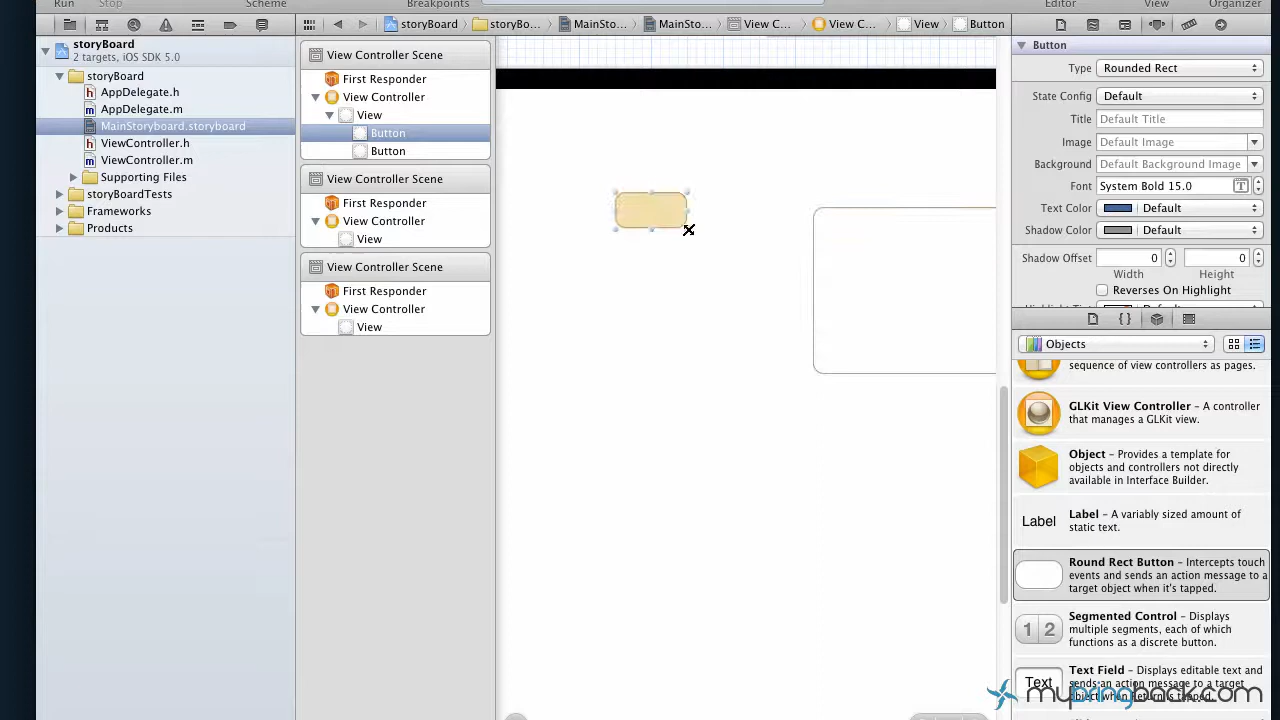 Run
Stop
Scheme
Breakpoints
Editor
View
Organizer
storyBoard
storyBo...
MainSto...
MainSto...
View C...
View C...
View
Button
storyBoard
2 targets, iOS SDK 5.0
storyBoard
AppDelegate.h
AppDelegate.m
MainStoryboard.storyboard
ViewController.h
ViewController.m
Supporting Files
storyBoardTests
Frameworks
Products
View Controller Scene
First Responder
View Controller
View
Button
Button
View Controller Scene
First Responder
View Controller
View
View Controller Scene
First Responder
View Controller
View
Button
Type Rounded Rect
State Config Default
Title Default Title
Image Default Image
Background Default Background Image
Font System Bold 15.0
Text Color Default
Shadow Color Default
Shadow Offset 0 0
Width Height
Reverses On Highlight
Objects
sequence of view controllers as pages.
GLKit View Controller – A controller
that manages a GLKit view.
Object – Provides a template for
objects and controllers not directly
available in Interface Builder.
Label
Label – A variably sized amount of
static text.
Round Rect Button – Intercepts touch
events and sends an action message to a
target object when it's tapped.
1 2
Segmented Control – Displays
multiple segments, each of which
functions as a discrete button.
Text
Text Field – Displays editable text and
sends an action message to a target
object when Return is tapped.
mybringback.com